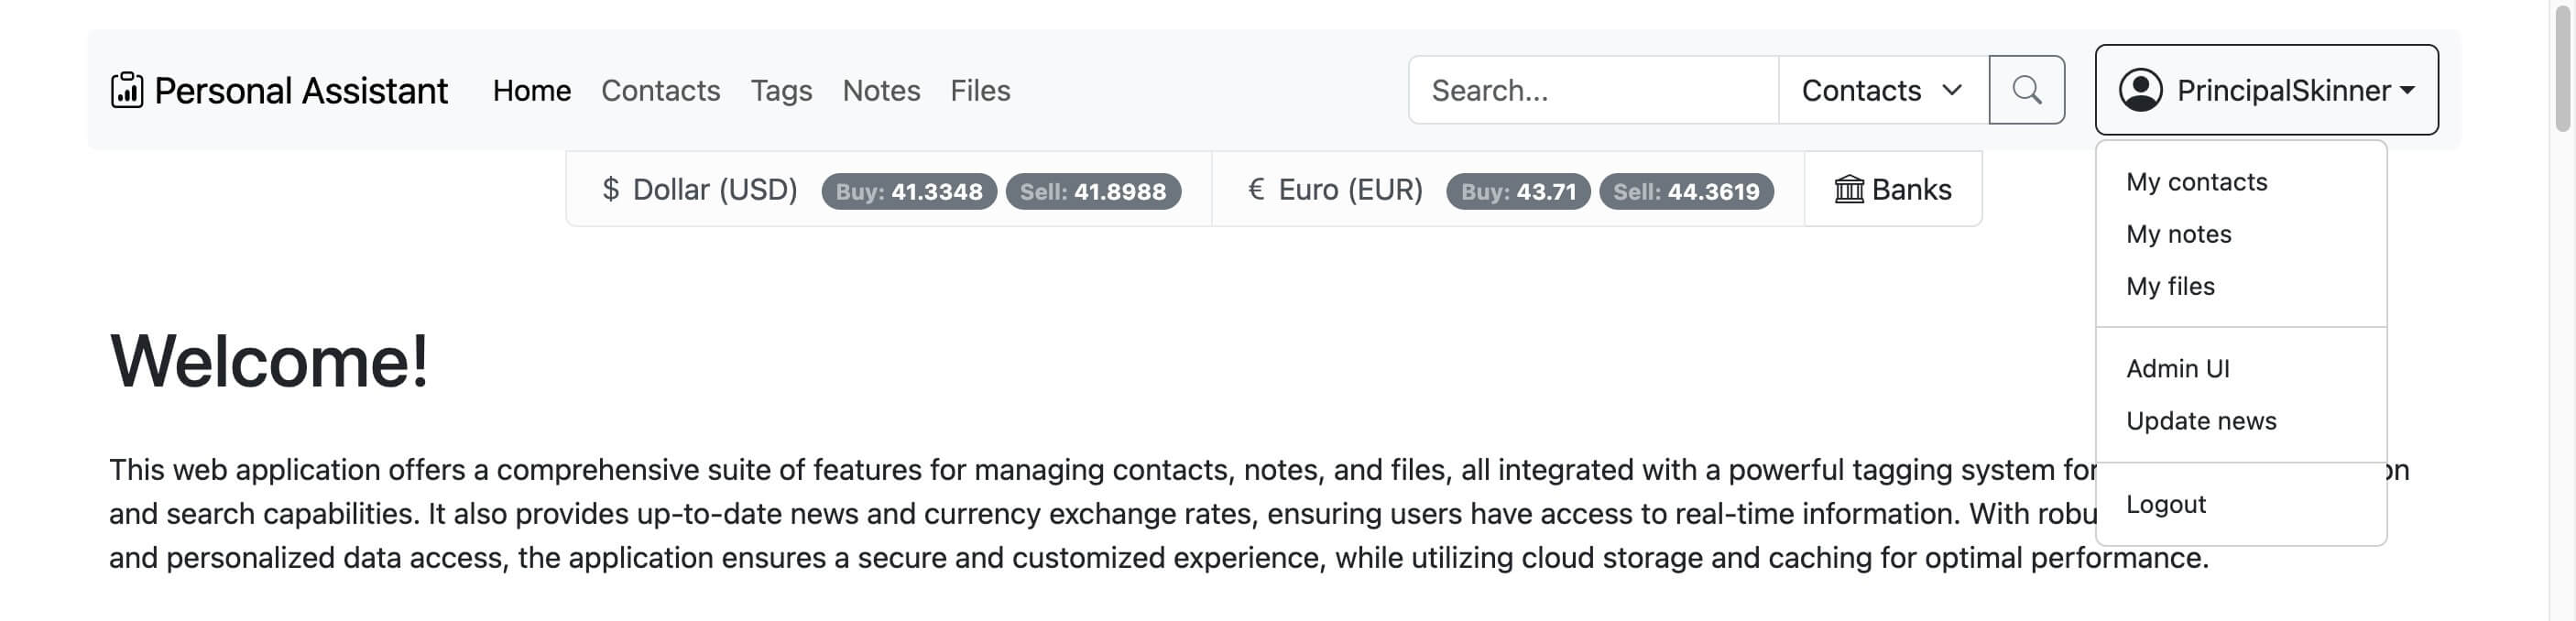 Personal Assistant Home Contacts Tags Notes Files Search... Contacts PrincipalSkinner
$ Dollar (USD) Buy: 41.3348 Sell: 41.8988 € Euro (EUR) Buy: 43.71 Sell: 44.3619 Banks
My contacts
My notes
My files
Admin UI
Update news
Logout
Welcome!
This web application offers a comprehensive suite of features for managing contacts, notes, and files, all integrated with a powerful tagging system for
and search capabilities. It also provides up-to-date news and currency exchange rates, ensuring users have access to real-time information. With
and personalized data access, the application ensures a secure and customized experience, while utilizing cloud storage and caching for optimal performance.